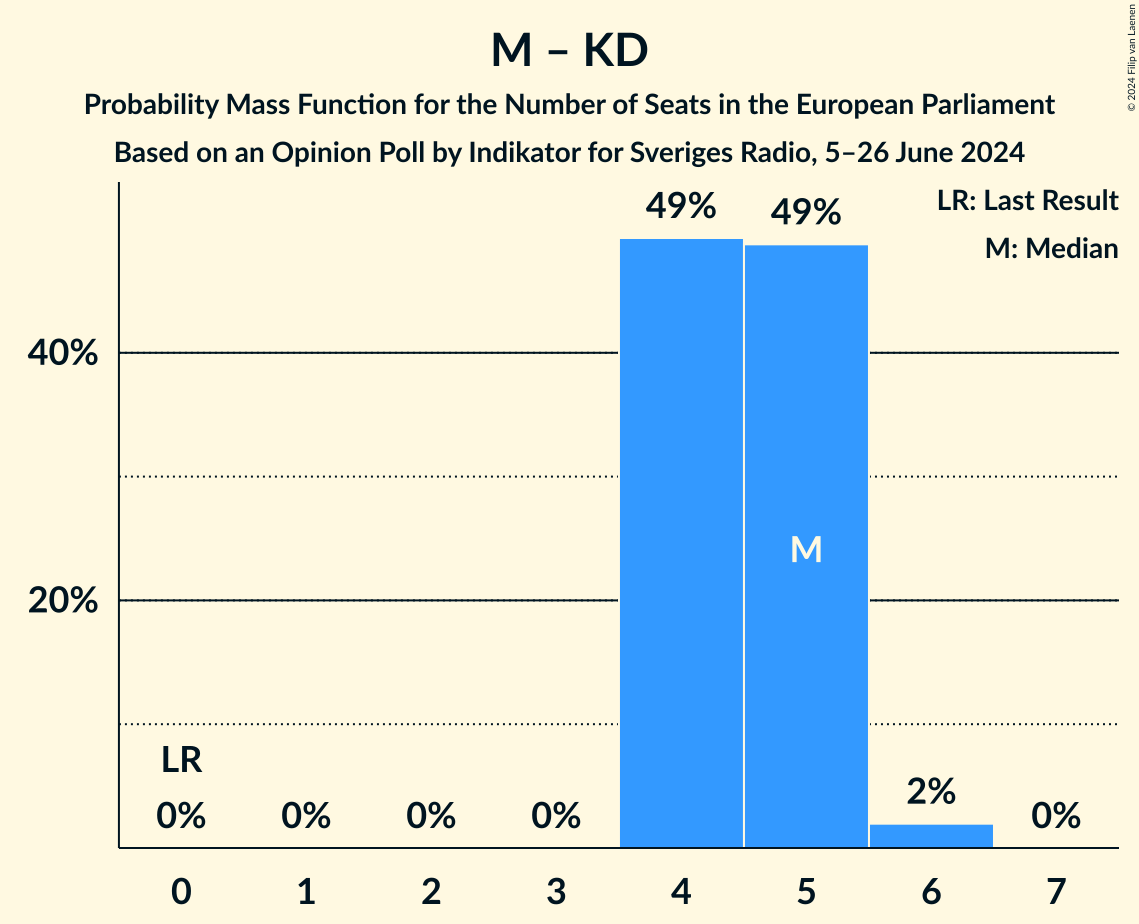 M – KD
Probability Mass Function for the Number of Seats in the European Parliament
Based on an Opinion Poll by Indikator for Sveriges Radio, 5–26 June 2024
© 2024 Filip van Laenen
LR: Last Result
M: Median
49%
49%
40%
M
20%
LR
0%
0%
0%
0%
2%
0%
0
1
2
3
4
5
6
7